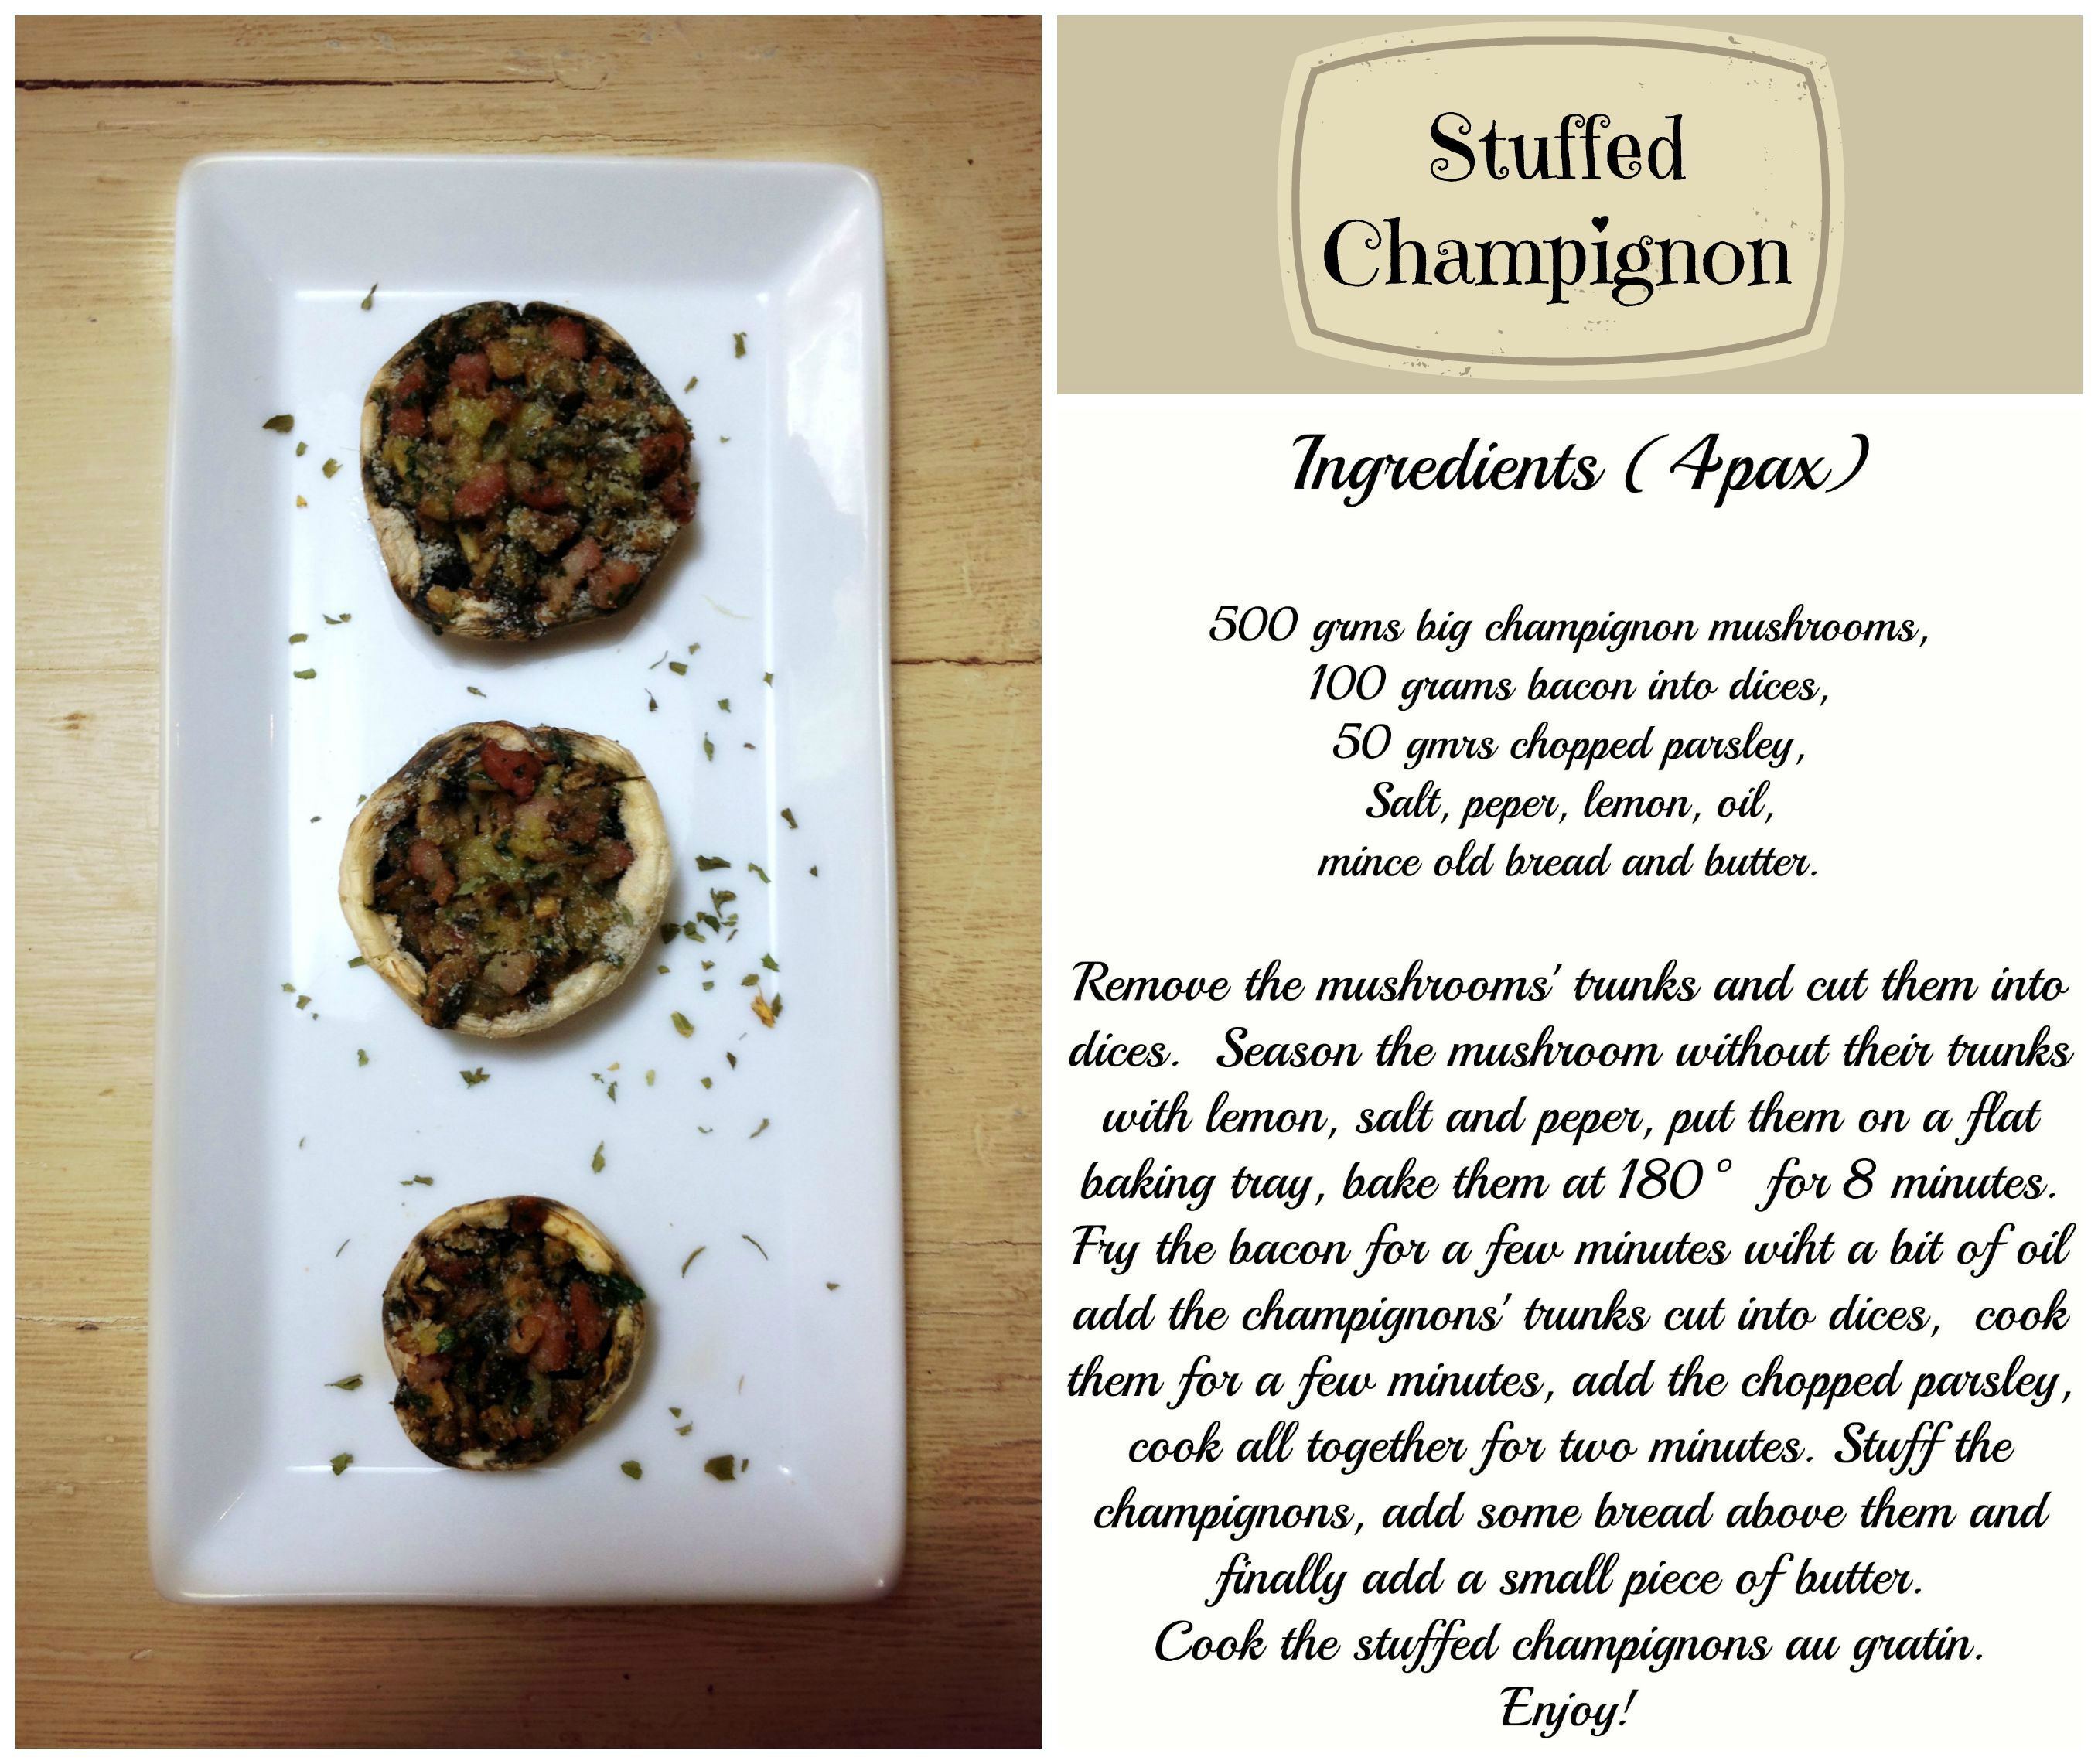 Stuffed
Champignon
Ingredients (4pax)
500 grms big champignon mushrooms,
100 grams bacon into dices,
50 gmrs chopped parsley,
Salt, peper, lemon, oil,
mince old bread and butter.
Remove the mushrooms' trunks and cut them into
dices. Season the mushroom without their trunks
with lemon, salt and peper, put them on a flat
baking tray, bake them at 180° for 8 minutes.
Fry the bacon for a few minutes wiht a bit of oil
add the champignons' trunks cut into dices, cook
them for a few minutes, add the chopped parsley,
cook all together for two minutes. Stuff the
champignons, add some bread above them and
finally add a small piece of butter.
Cook the stuffed champignons au gratin.
Enjoy!